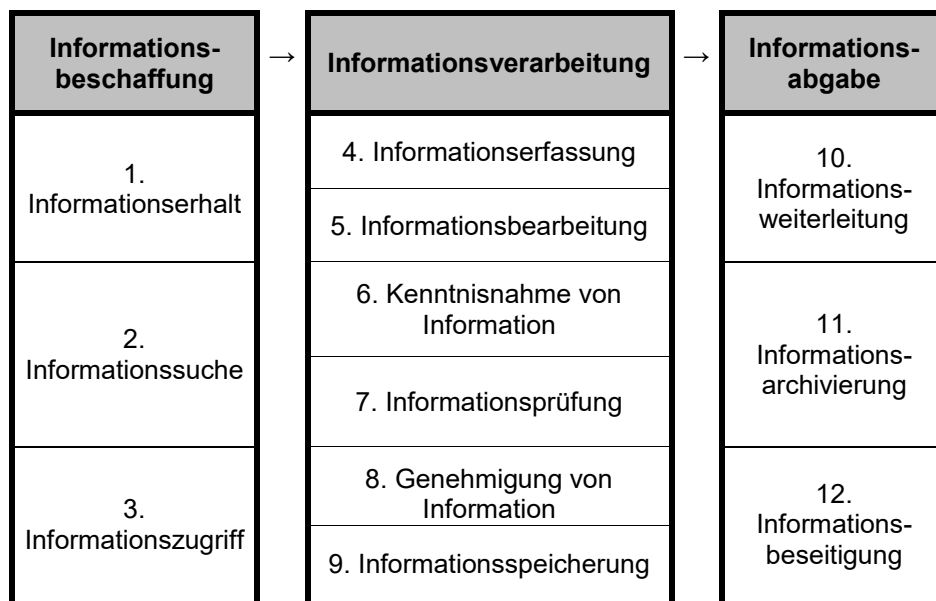 Informations-
beschaffung
→
Informationsverarbeitung
→
Informations-
abgabe
1.
Informationserhalt
2.
Informationssuche
3.
Informationszugriff
4. Informationserfassung
5. Informationsbearbeitung
6. Kenntnisnahme von
Information
7. Informationsprüfung
8. Genehmigung von
Information
9. Informationsspeicherung
10.
Informations-
weiterleitung
11.
Informations-
archivierung
12.
Informations-
beseitigung